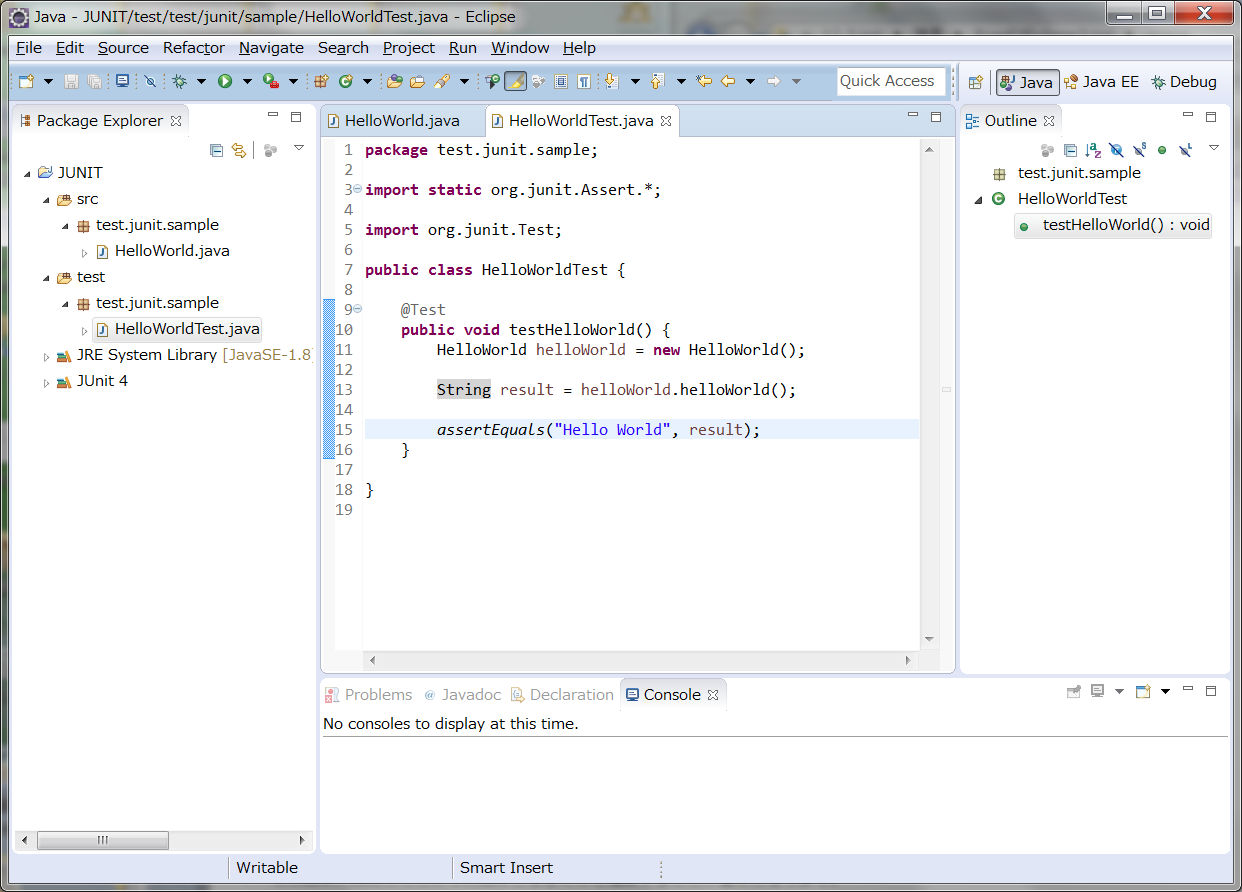 Java - JUNIT/test/test/junit/sample/HelloWorldTest.java - Eclipse
File Edit Source Refactor Navigate Search Project Run Window Help
Quick Access
Java
Java EE
Debug
Package Explorer
JUNIT
src
test.junit.sample
HelloWorld.java
test
test.junit.sample
HelloWorldTest.java
JRE System Library [JavaSE-1.8]
JUnit 4
HelloWorld.java
HelloWorldTest.java
1 package test.junit.sample;
2
3 import static org.junit.Assert.*;
4
5 import org.junit.Test;
6
7 public class HelloWorldTest {
8
9 @Test
10 public void testHelloWorld() {
11 HelloWorld helloWorld = new HelloWorld();
12
13 String result = helloWorld.helloWorld();
14
15 assertEquals("Hello World", result);
16 }
17
18 }
19
Outline
test.junit.sample
HelloWorldTest
testHelloWorld() : void
Problems
Javadoc
Declaration
Console
No consoles to display at this time.
Writable
Smart Insert